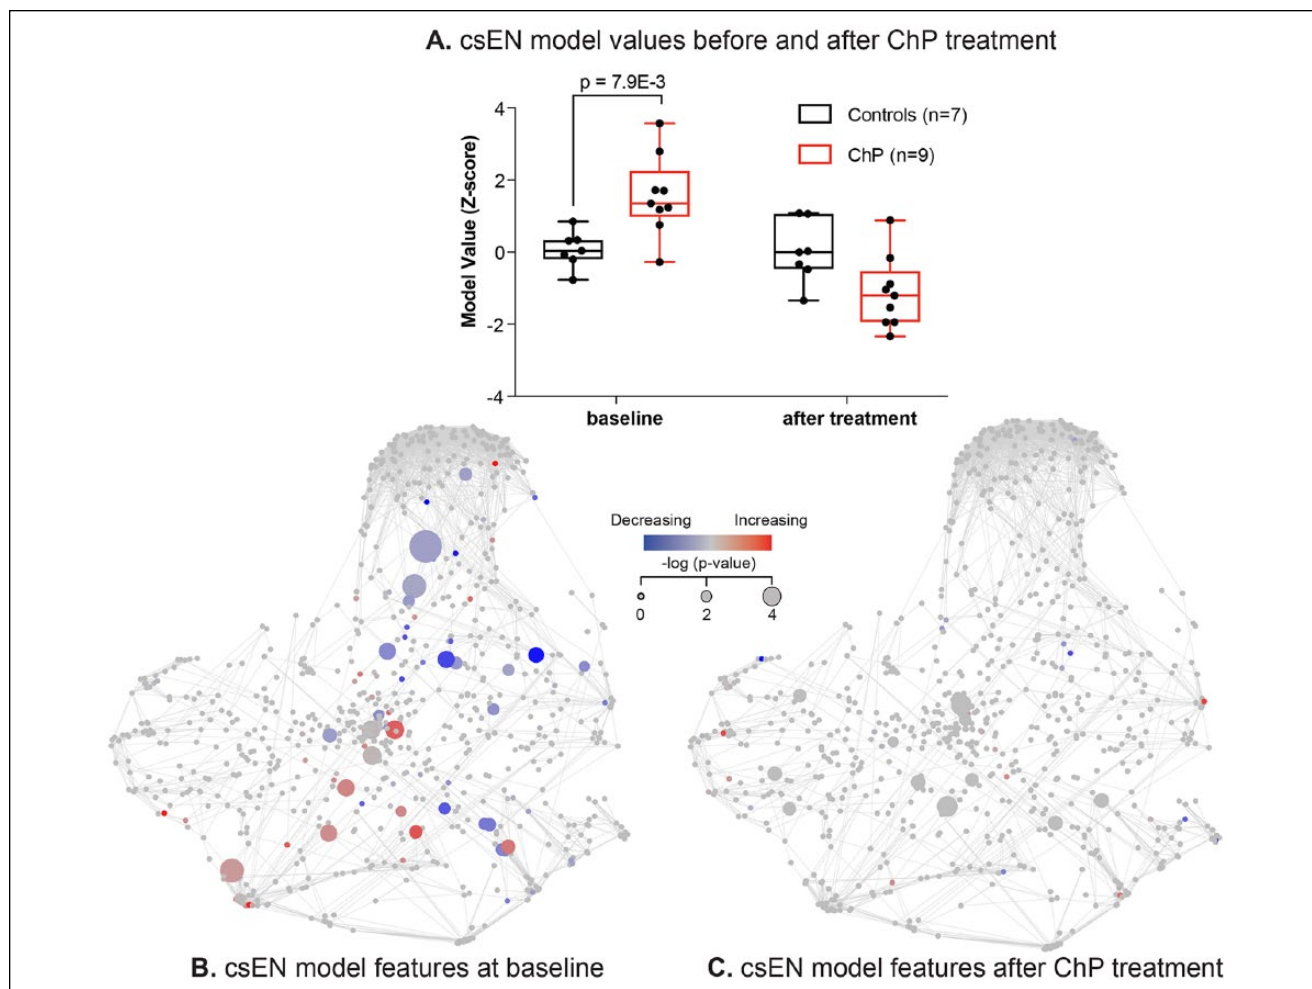 A. csEN model values before and after ChP treatment
p = 7.9E-3
4
2
0
-2
-4
Model Value (Z-score)
Controls (n=7)
ChP (n=9)
baseline
after treatment
Decreasing
Increasing
-log (p-value)
0 2 4
B. csEN model features at baseline
C. csEN model features after ChP treatment